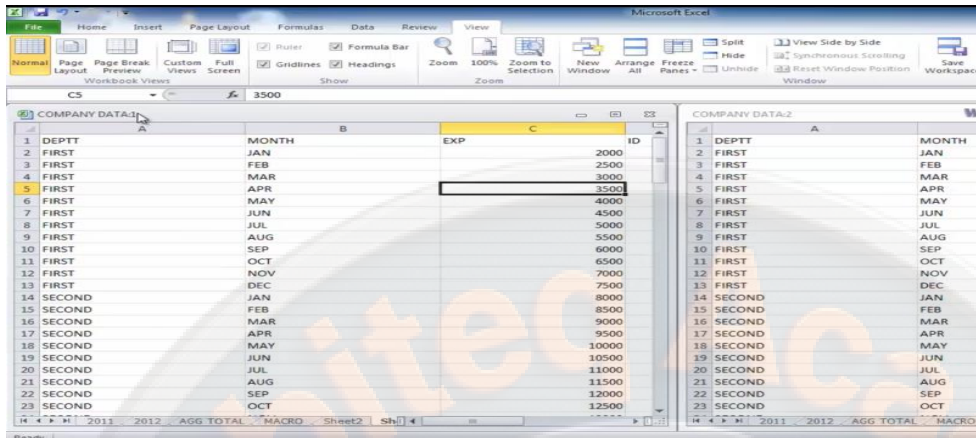 Microsoft Excel
File Home Insert Page Layout Formulas Data Review View
Normal Page Layout Page Break Preview Custom Views Full Screen
Ruler Formula Bar
Gridlines Headings
Zoom 100% Zoom to Selection
New Window Arrange All Freeze Panes
Split
Hide
Unhide
View Side by Side
Synchronous Scrolling
Reset Window Position
Save
Workbook Views Show Zoom Window
C5 fx 3500
COMPANY DATA:1 COMPANY DATA:2
A B C A
1 DEPTT MONTH EXP ID 1 DEPTT MONTH
2 FIRST JAN 2000 2 FIRST JAN
3 FIRST FEB 2500 3 FIRST FEB
4 FIRST MAR 3000 4 FIRST MAR
5 FIRST APR 3500 5 FIRST APR
6 FIRST MAY 4000 6 FIRST MAY
7 FIRST JUN 4500 7 FIRST JUN
8 FIRST JUL 5000 8 FIRST JUL
9 FIRST AUG 5500 9 FIRST AUG
10 FIRST SEP 6000 10 FIRST SEP
11 FIRST OCT 6500 11 FIRST OCT
12 FIRST NOV 7000 12 FIRST NOV
13 FIRST DEC 7500 13 FIRST DEC
14 SECOND JAN 8000 14 SECOND JAN
15 SECOND FEB 8500 15 SECOND FEB
16 SECOND MAR 9000 16 SECOND MAR
17 SECOND APR 9500 17 SECOND APR
18 SECOND MAY 10000 18 SECOND MAY
19 SECOND JUN 10500 19 SECOND JUN
20 SECOND JUL 11000 20 SECOND JUL
21 SECOND AUG 11500 21 SECOND AUG
22 SECOND SEP 12000 22 SECOND SEP
23 SECOND OCT 12500 23 SECOND OCT
2011 2012 AGG TOTAL MACRO Sheet2 Sh 2011 2012 AGG TOTAL MACR